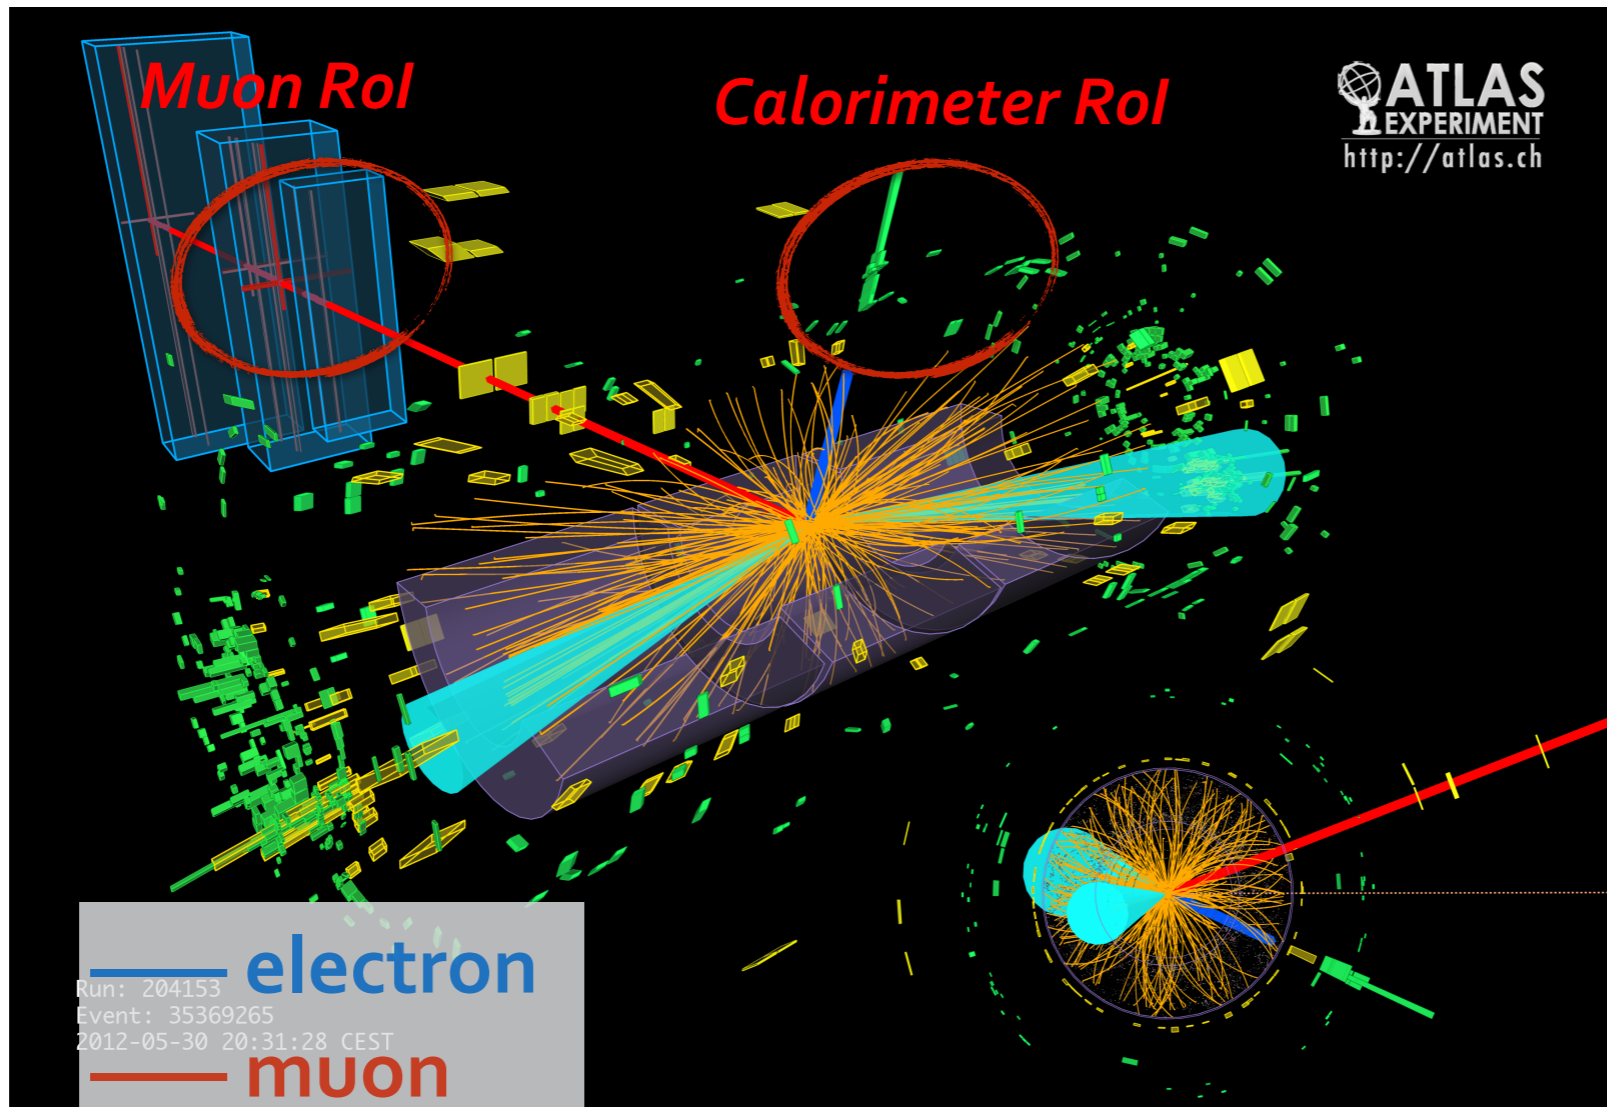 Muon RoI
Calorimeter RoI
ATLAS
EXPERIMENT
http://atlas.ch
electron
Run: 204153
Event: 35369265
2012-05-30 20:31:28 CEST
muon